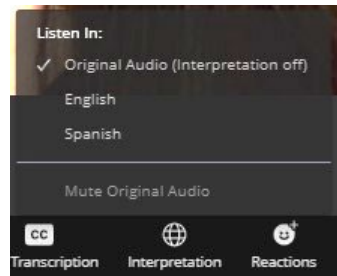 Listen In:
✓ Original Audio (Interpretation off)
English
Spanish
Mute Original Audio
CC
Transcription Interpretation Reactions